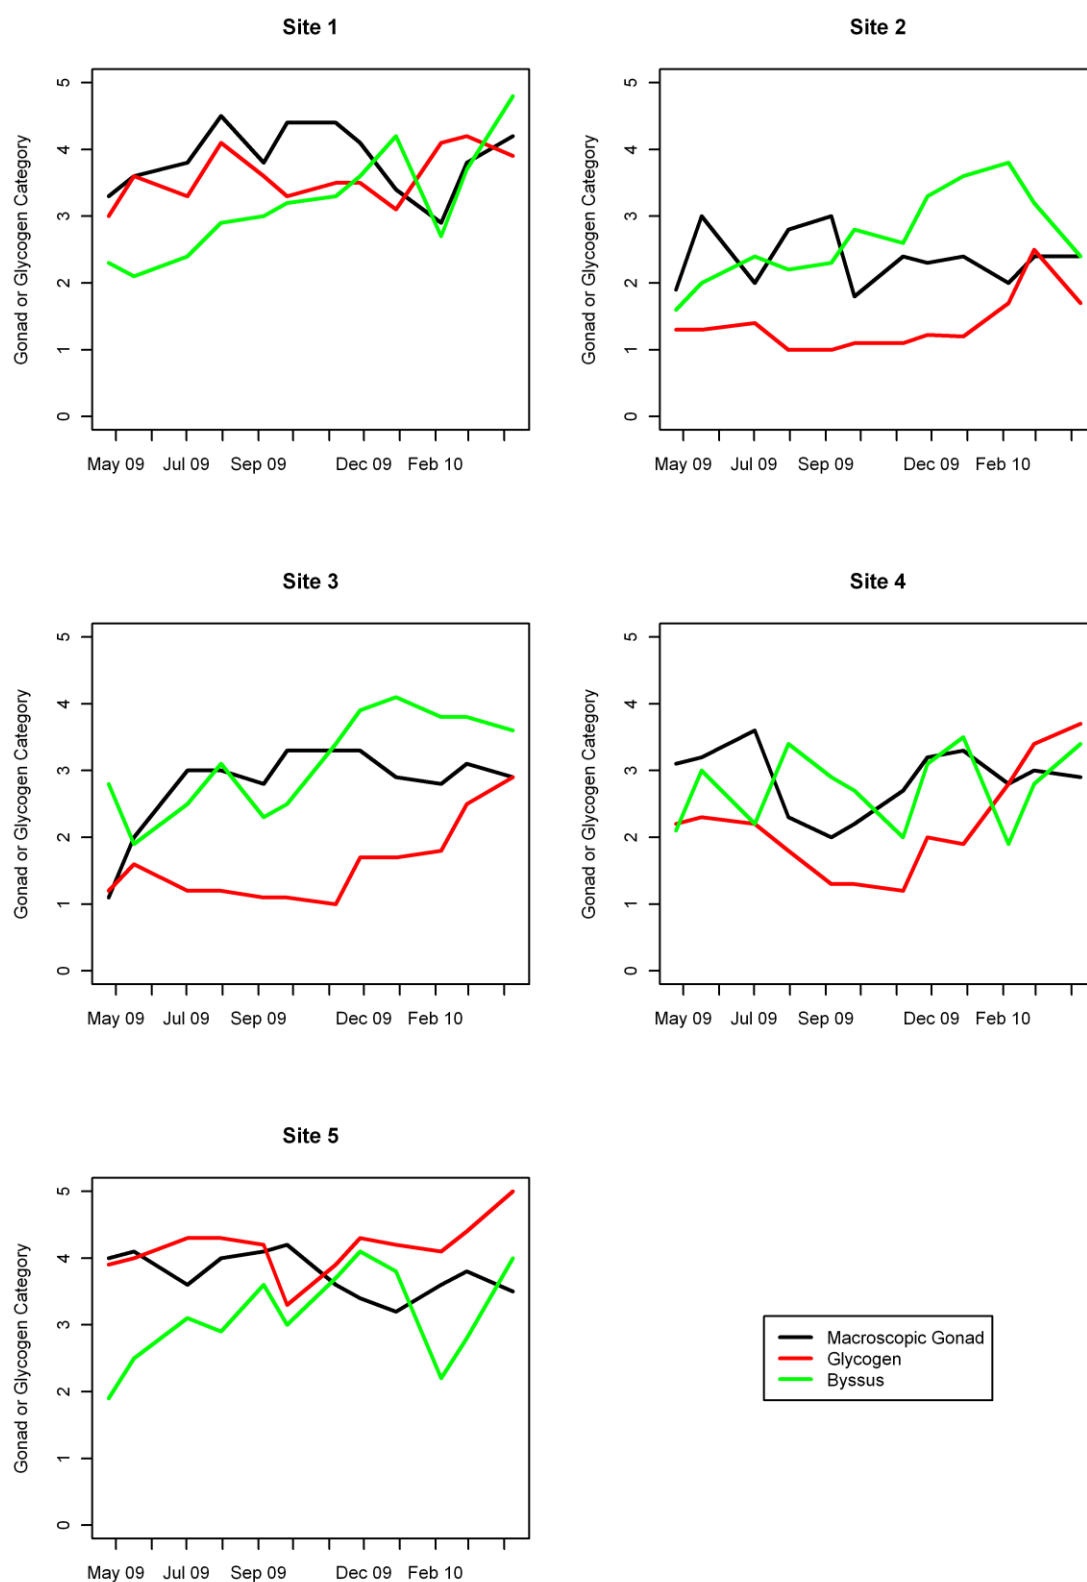 Site 1
Gonad or Glycogen Category
0 1 2 3 4 5
May 09 Jul 09 Sep 09 Dec 09 Feb 10
Site 2
Gonad or Glycogen Category
0 1 2 3 4 5
May 09 Jul 09 Sep 09 Dec 09 Feb 10
Site 3
Gonad or Glycogen Category
0 1 2 3 4 5
May 09 Jul 09 Sep 09 Dec 09 Feb 10
Site 4
Gonad or Glycogen Category
0 1 2 3 4 5
May 09 Jul 09 Sep 09 Dec 09 Feb 10
Site 5
Gonad or Glycogen Category
0 1 2 3 4 5
May 09 Jul 09 Sep 09 Dec 09 Feb 10
Macroscopic Gonad
Glycogen
Byssus